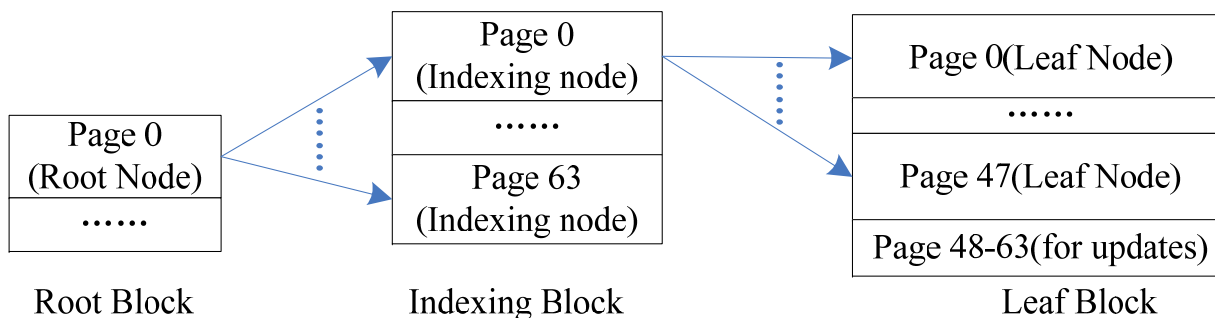 Page 0
(Root Node)
……
Root Block
Page 0
(Indexing node)
……
Page 63
(Indexing node)
Indexing Block
Page 0(Leaf Node)
……
Page 47(Leaf Node)
Page 48-63(for updates)
Leaf Block